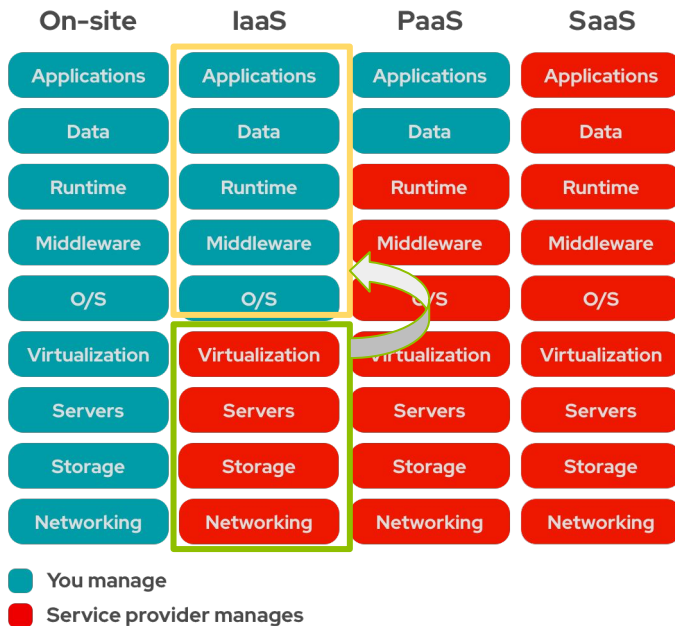 On-site IaaS PaaS SaaS
Applications Applications Applications Applications
Data Data Data Data
Runtime Runtime Runtime Runtime
Middleware Middleware Middleware Middleware
O/S O/S O/S O/S
Virtualization Virtualization Virtualization Virtualization
Servers Servers Servers Servers
Storage Storage Storage Storage
Networking Networking Networking Networking
You manage
Service provider manages